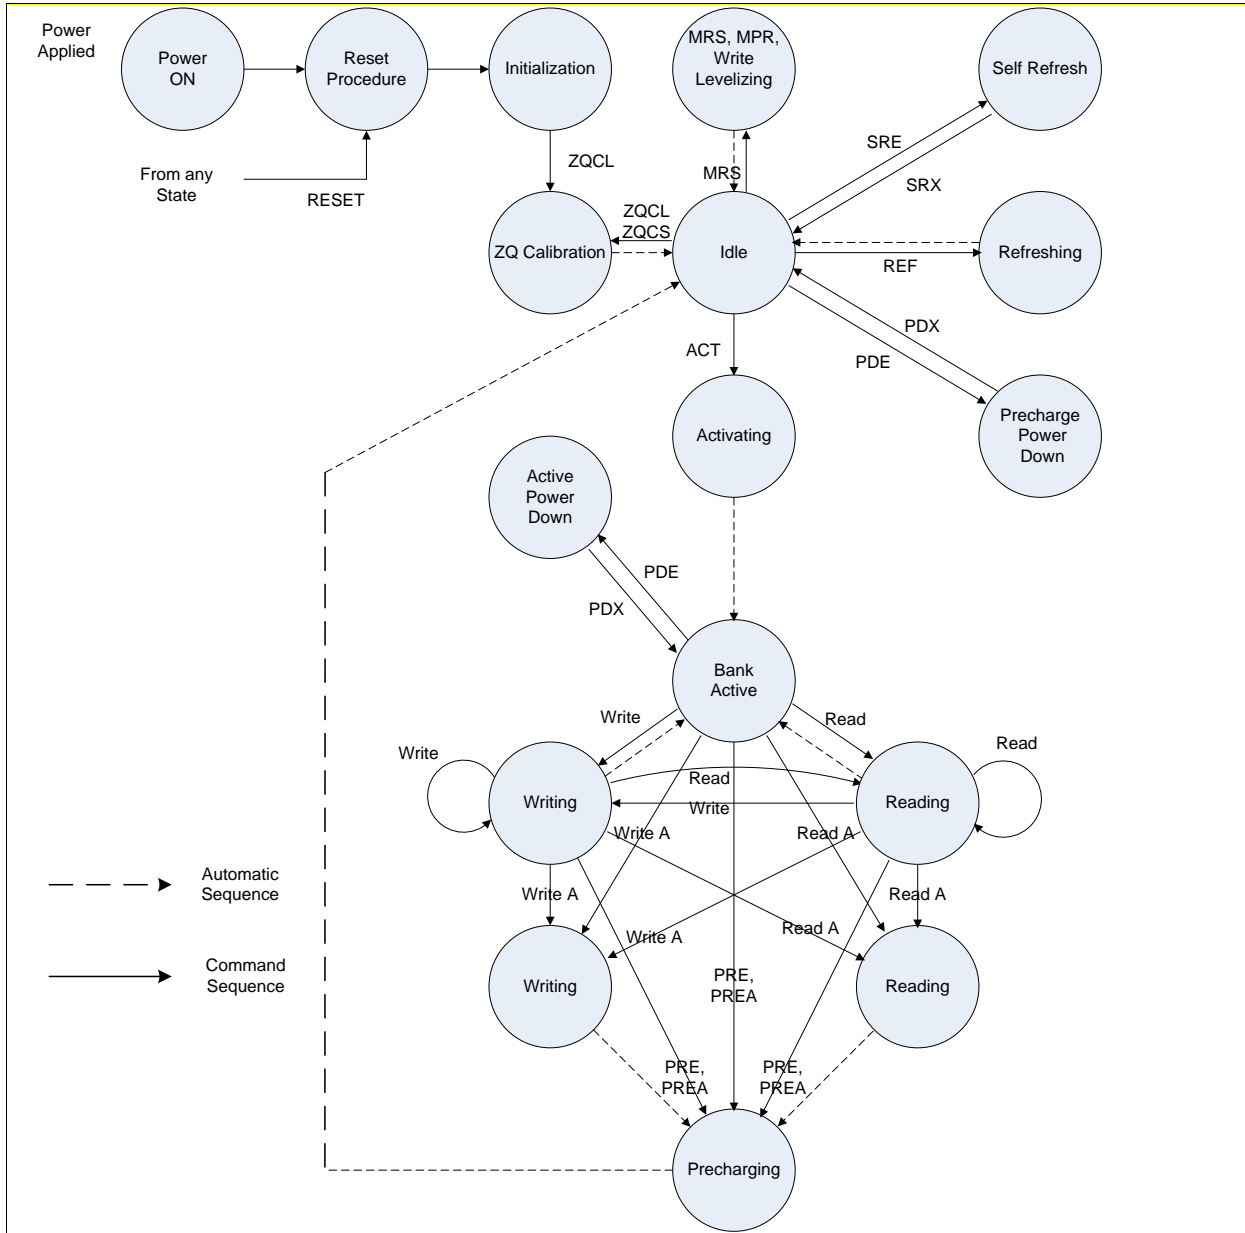 Power
Applied
Power
ON
Reset
Procedure
Initialization
MRS, MPR,
Write
Levelizing
Self Refresh
From any
State
RESET
ZQCL
MRS
SRE
SRX
ZQCL
ZQCS
ZQ Calibration
Idle
REF
Refreshing
ACT
PDX
PDE
Activating
Precharge
Power
Down
Active
Power
Down
PDE
PDX
Bank
Active
Write
Read
Write
Read
Writing
Read
Write
Reading
Write A
Read A
Automatic
Sequence
Write A
Read A
Write A
Read A
Command
Sequence
Writing
PRE,
PREA
Reading
PRE,
PREA
PRE,
PREA
Precharging